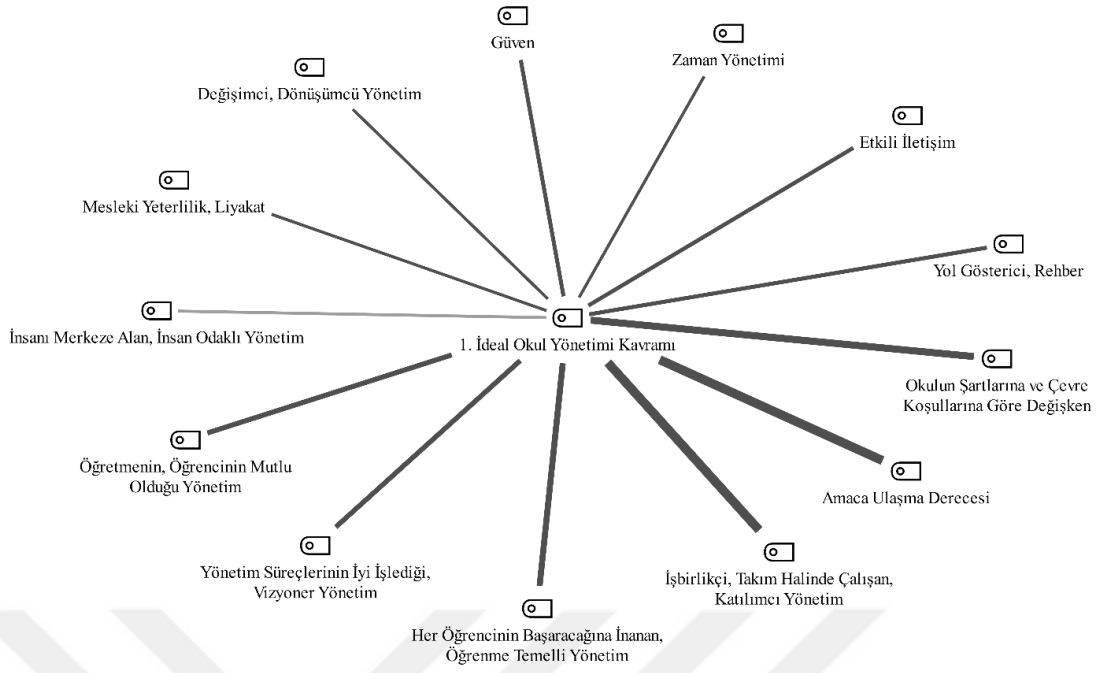 Güven
Zaman Yönetimi
Değişimci, Dönüşümcü Yönetim
Etkili İletişim
Mesleki Yeterlilik, Liyakat
Yol Gösterici, Rehber
İnsanı Merkeze Alan, İnsan Odaklı Yönetim
1. İdeal Okul Yönetimi Kavramı
Okulun Şartlarına ve Çevre
Koşullarına Göre Değişken
Öğretmenin, Öğrencinin Mutlu
Olduğu Yönetim
Amaca Ulaşma Derecesi
Yönetim Süreçlerinin İyi İşlediği,
Vizyoner Yönetim
İşbirlikçi, Takım Halinde Çalışan,
Katılımcı Yönetim
Her Öğrencinin Başaracağına İnanan,
Öğrenme Temelli Yönetim